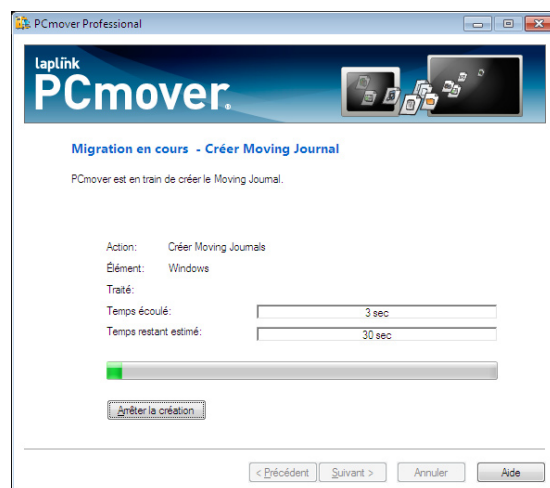 PCmover Professional
laplink
PCmover.
Migration en cours - Créer Moving Journal
PCmover est en train de créer le Moving Journal.
Action: Créer Moving Journals
Élément: Windows
Traité:
Temps écoulé: 3 sec
Temps restant estimé: 30 sec
Arrêter la création
< Précédent Suivant > Annuler Aide